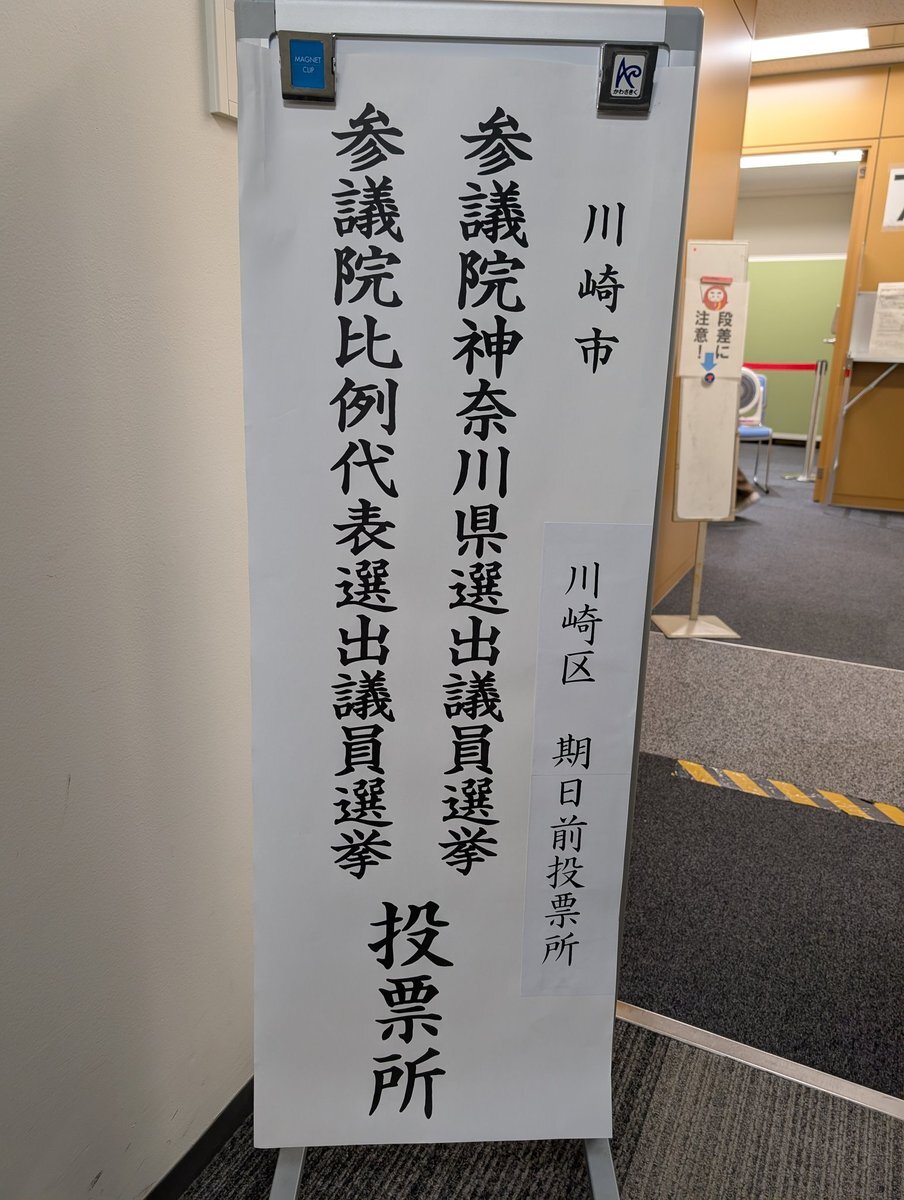 川崎市
川崎区 期日前投票所
参議院神奈川県選出議員選挙
参議院比例代表選出議員選挙
投票所
MAGNET
CUP
かわさきく
段差に
注意！